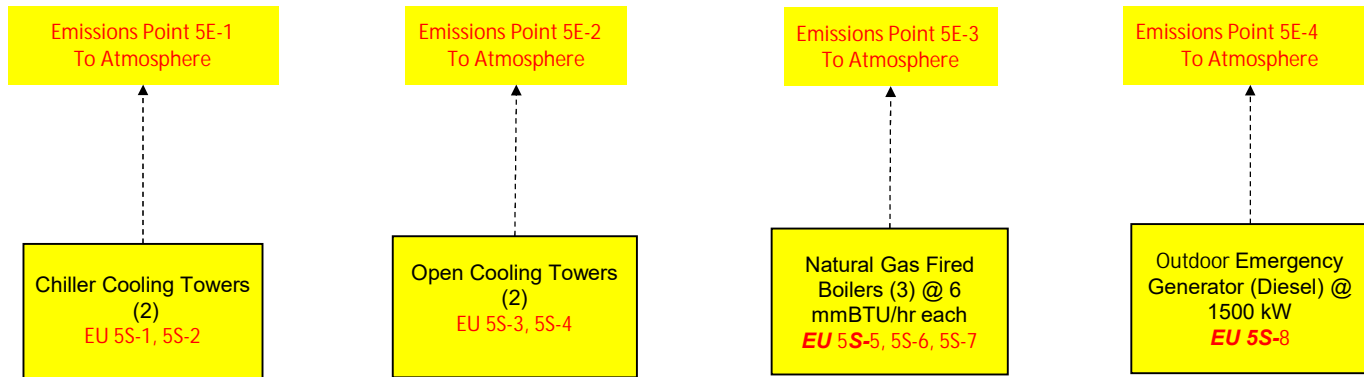 Emissions Point 5E-1
To Atmosphere
Emissions Point 5E-2
To Atmosphere
Emissions Point 5E-3
To Atmosphere
Emissions Point 5E-4
To Atmosphere
Chiller Cooling Towers
(2)
EU 5S-1, 5S-2
Open Cooling Towers
(2)
EU 5S-3, 5S-4
Natural Gas Fired
Boilers (3) @ 6
mmBTU/hr each
EU 5S-5, 5S-6, 5S-7
Outdoor Emergency
Generator (Diesel) @
1500 kW
EU 5S-8